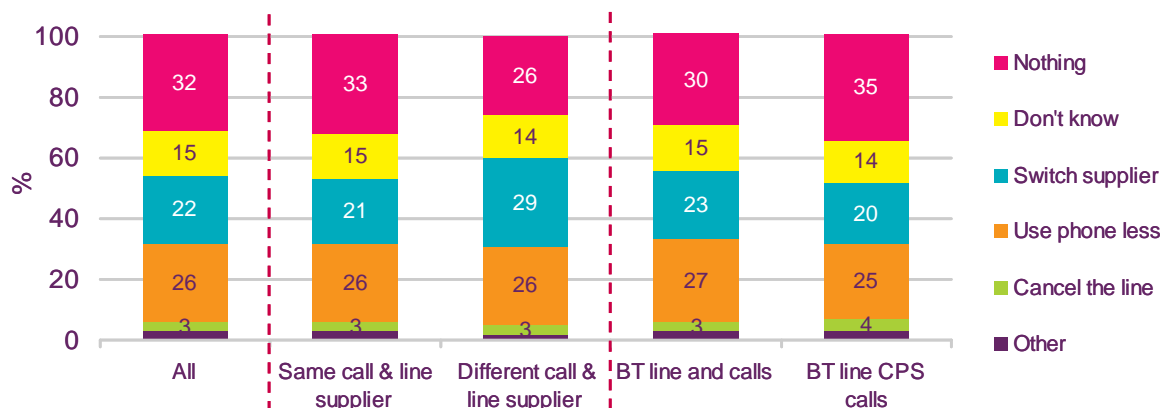 100
80
60
40
20
0
%
32
15
22
26
3
33
15
21
26
3
26
14
29
26
3
30
15
23
27
3
35
14
20
25
4
All
Same call & line
supplier
Different call &
line supplier
BT line and calls
BT line CPS
calls
Nothing
Don't know
Switch supplier
Use phone less
Cancel the line
Other